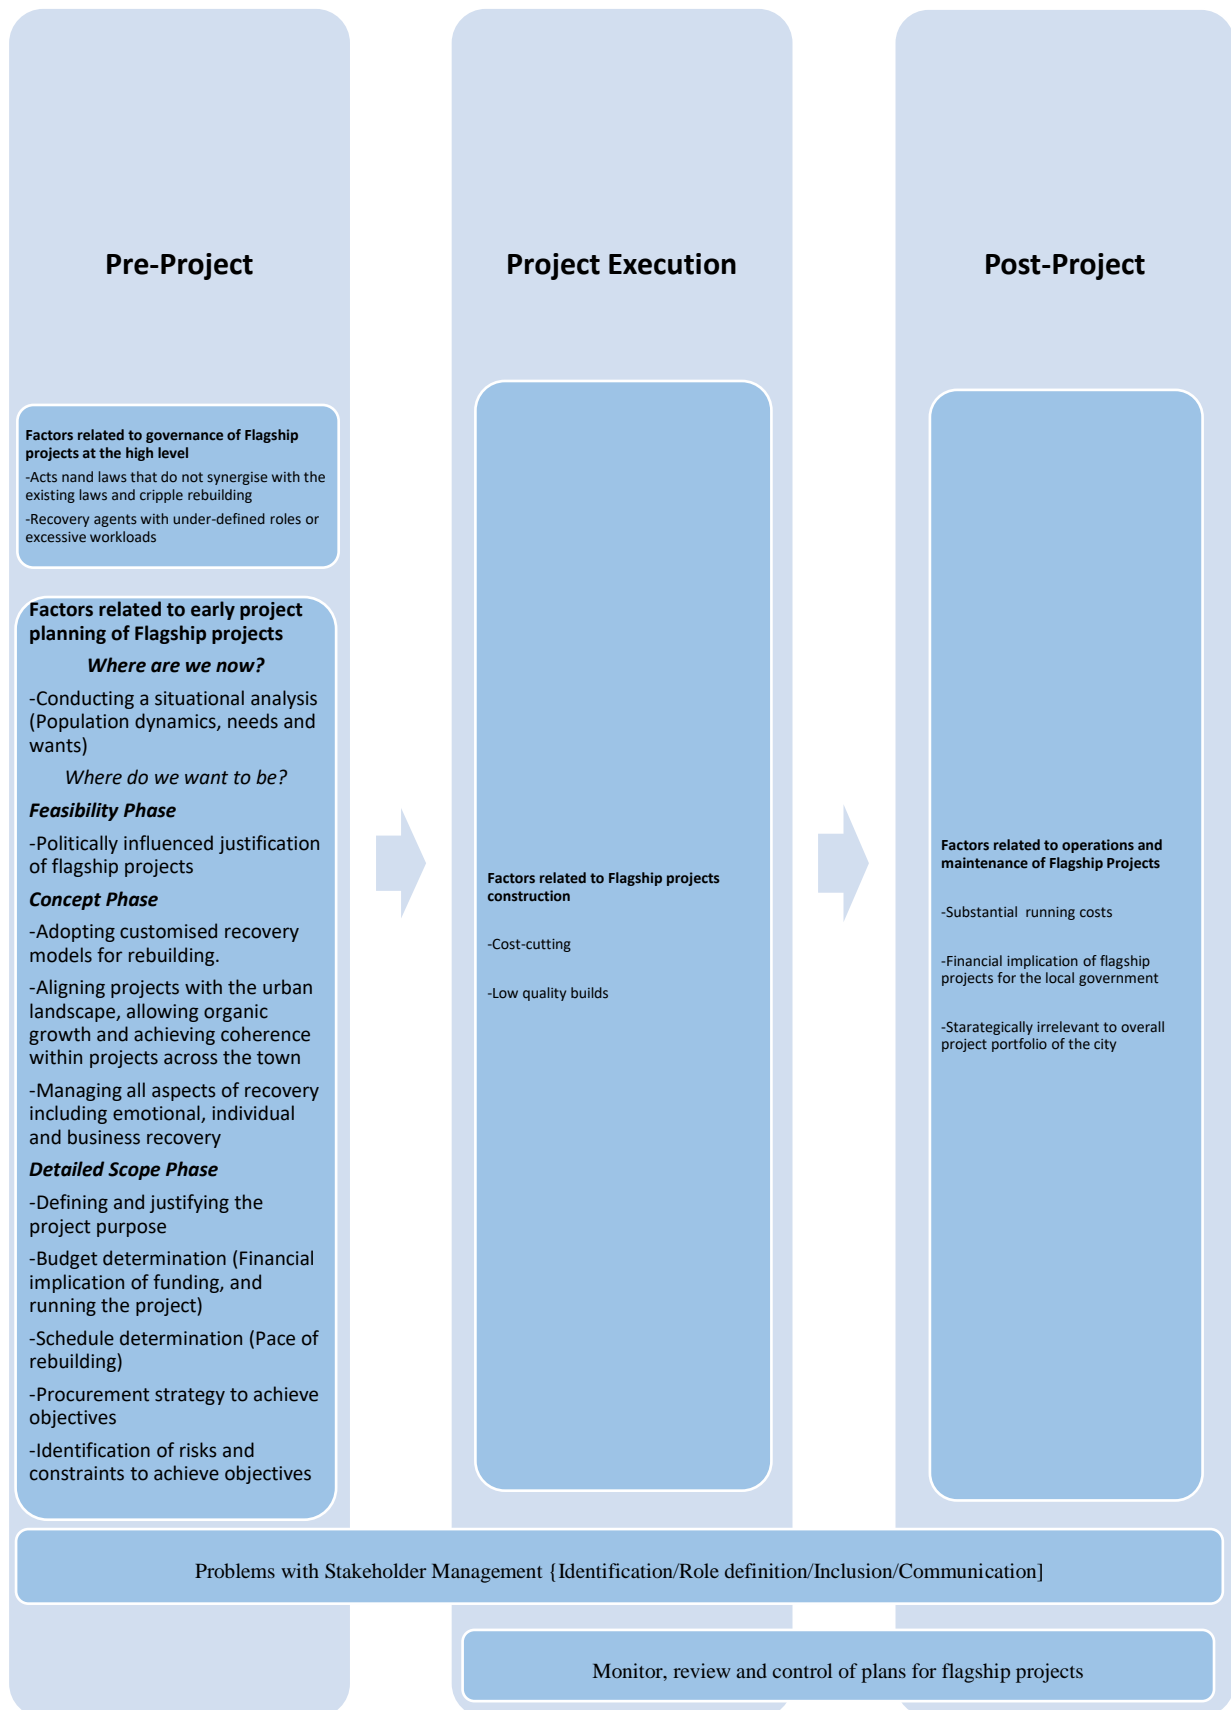 Pre-Project
Factors related to governance of Flagship
projects at the high level
-Acts nand laws that do not synergise with the
existing laws and cripple rebuilding
-Recovery agents with under-defined roles or
excessive workloads
Factors related to early project
planning of Flagship projects
Where are we now?
-Conducting a situational analysis
(Population dynamics, needs and
wants)
Where do we want to be?
Feasibility Phase
-Politically influenced justification
of flagship projects
Concept Phase
-Adopting customised recovery
models for rebuilding.
-Aligning projects with the urban
landscape, allowing organic
growth and achieving coherence
within projects across the town
-Managing all aspects of recovery
including emotional, individual
and business recovery
Detailed Scope Phase
-Defining and justifying the
project purpose
-Budget determination (Financial
implication of funding, and
running the project)
-Schedule determination (Pace of
rebuilding)
-Procurement strategy to achieve
objectives
-Identification of risks and
constraints to achieve objectives
Project Execution
Factors related to Flagship projects
construction
-Cost-cutting
-Low quality builds
Post-Project
Factors related to operations and
maintenance of Flagship Projects
-Substantial running costs
-Financial implication of flagship
projects for the local government
-Starategically irrelevant to overall
project portfolio of the city
Problems with Stakeholder Management {Identification/Role definition/Inclusion/Communication]
Monitor, review and control of plans for flagship projects